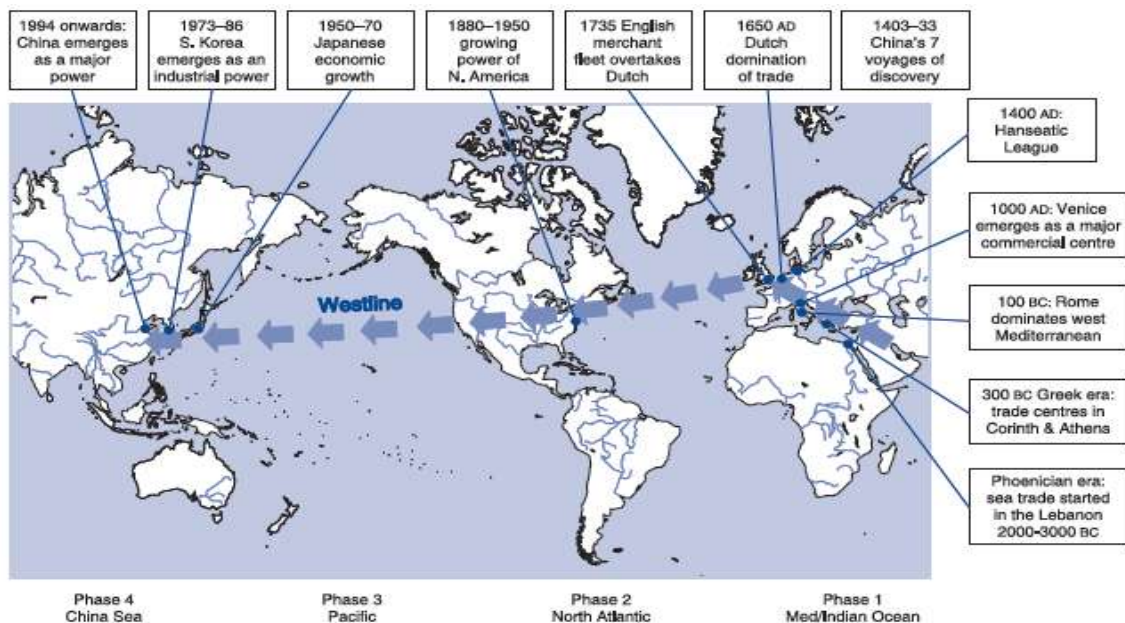 1994 onwards:
China emerges
as a major
power
1973–86
S. Korea
emerges as an
industrial power
1950–70
Japanese
economic
growth
1880–1950
growing
power of
N. America
1735 English
merchant
fleet overtakes
Dutch
1650 AD
Dutch
domination
of trade
1403–33
China's 7
voyages of
discovery
1400 AD:
Hanseatic
League
1000 AD: Venice
emerges as a major
commercial centre
100 BC: Rome
dominates west
Mediterranean
300 BC Greek era:
trade centres in
Corinth & Athena
Phoenician era:
sea trade started
in the Lebanon
2000-3000 BC
Westline
Phase 4
China Sea
Phase 3
Pacific
Phase 2
North Atlantic
Phase 1
Med/Indian Ocean